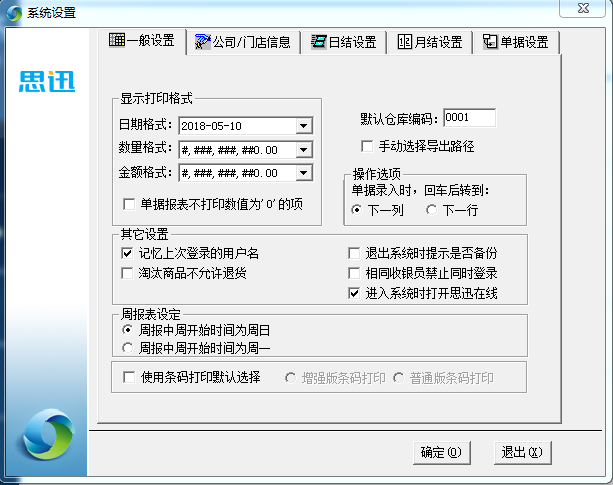 系统设置
一般设置 公司/门店信息 日结设置 月结设置 单据设置
思迅
显示打印格式
日期格式: 2018-05-10
数量格式: #,###,###,##0.00
金额格式: #,###,###,##0.00
单据报表不打印数值为'0'的项
默认仓库编码: 0001
手动选择导出路径
操作选项
单据录入时，回车后转到:
下一列 下一行
其它设置
记忆上次登录的用户名 退出系统时提示是否备份
淘汰商品不允许退货 相同收银员禁止同时登录
进入系统时打开思迅在线
周报表设定
周报中周开始时间为周日
周报中周开始时间为周一
使用条码打印默认选择 增强版条码打印 普通版条码打印
确定(O) 退出(X)